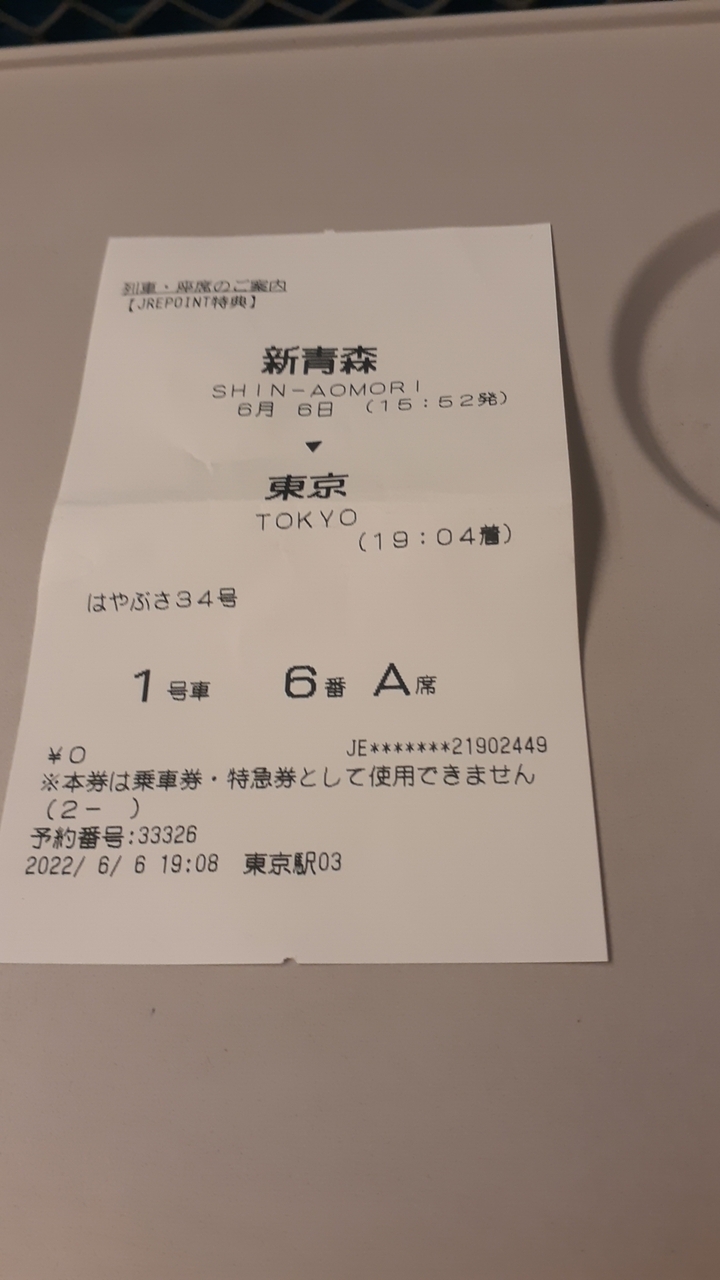 列車・座席のご案内
【JREPOINT特典】
新青森
SHIN-AOMORI
6月 6日 (15:52発)
▼
東京
TOKYO
(19:04着)
はやぶさ34号
1号車 6番 A席
¥0 JE*******21902449
※本券は乗車券・特急券として使用できません
(2- )
予約番号:33326
2022/ 6/ 6 19:08 東京駅03